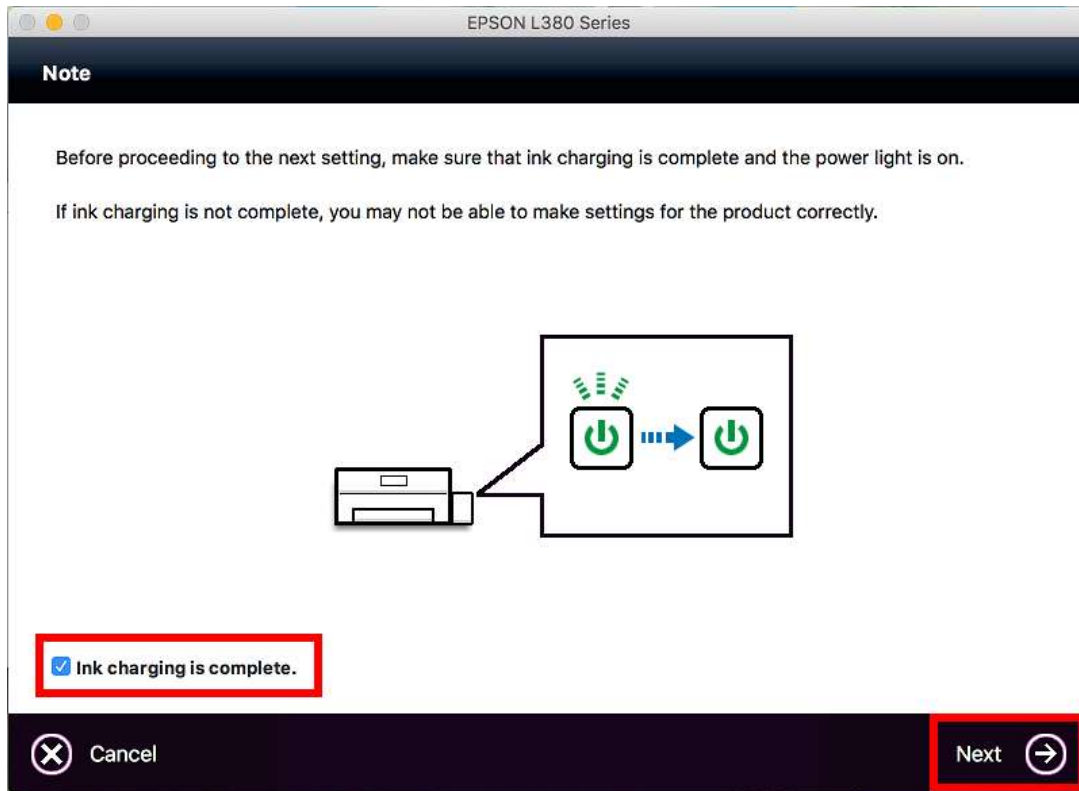 EPSON L380 Series
Note
Before proceeding to the next setting, make sure that ink charging is complete and the power light is on.
If ink charging is not complete, you may not be able to make settings for the product correctly.
Ink charging is complete.
Cancel
Next